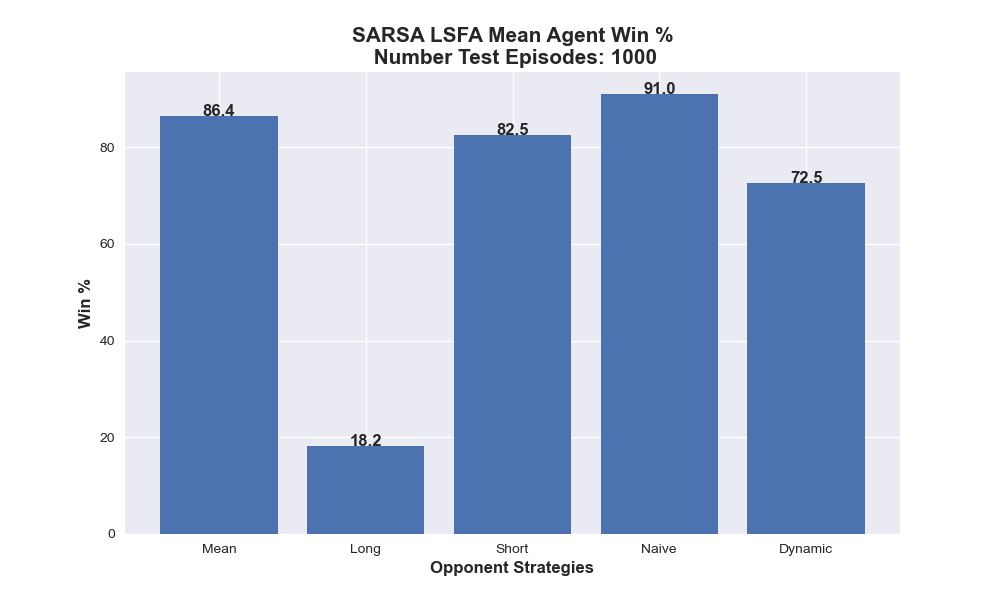 SARSA LSFA Mean Agent Win %
Number Test Episodes: 1000
86.4
18.2
82.5
91.0
72.5
80
60
40
20
0
Win %
Mean
Long
Short
Naive
Dynamic
Opponent Strategies